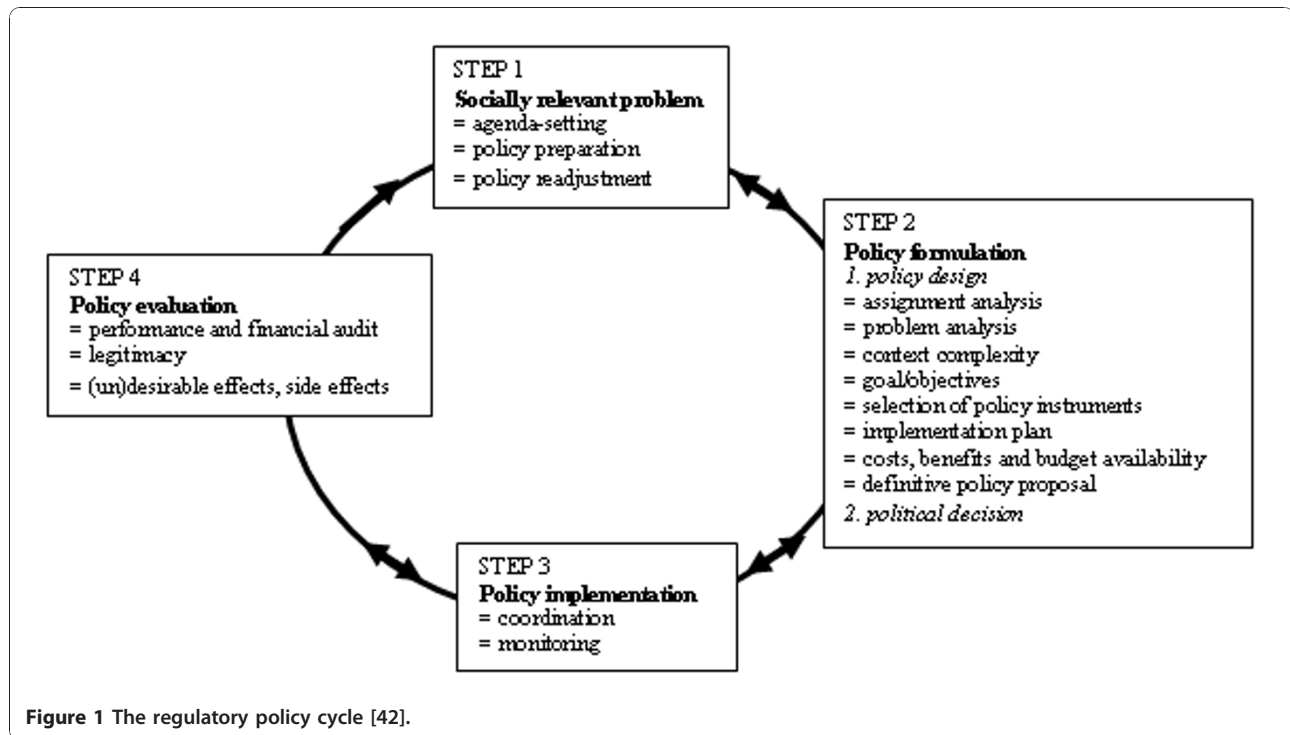 STEP 1
Socially relevant problem
= agenda-setting
= policy preparation
= policy readjustment
STEP 2
Policy formulation
1. policy design
= assignment analysis
= problem analysis
= context complexity
= goal/objectives
= selection of policy instruments
= implementation plan
= costs, benefits and budget availability
= definitive policy proposal
2. political decision
STEP 3
Policy implementation
= coordination
= monitoring
STEP 4
Policy evaluation
= performance and financial audit
= legitimacy
= (un)desirable effects, side effects
Figure 1 The regulatory policy cycle [42].